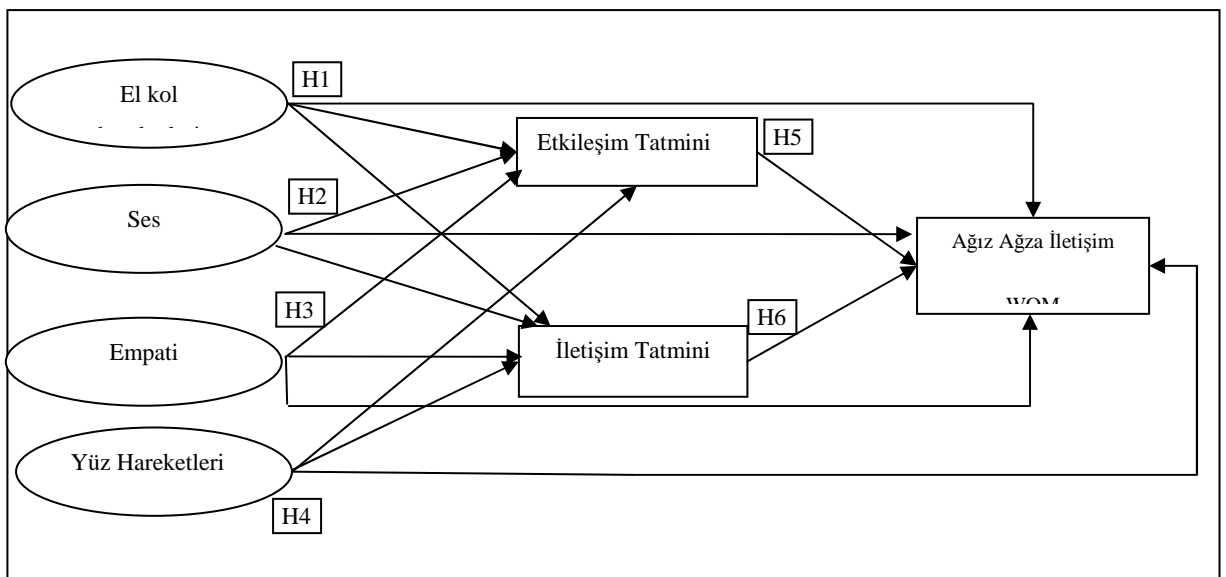 El kol
H1
Etkileşim Tatmini
H5
Ses
H2
Ağız Ağza İletişim
Empati
H3
İletişim Tatmini
H6
Yüz Hareketleri
H4